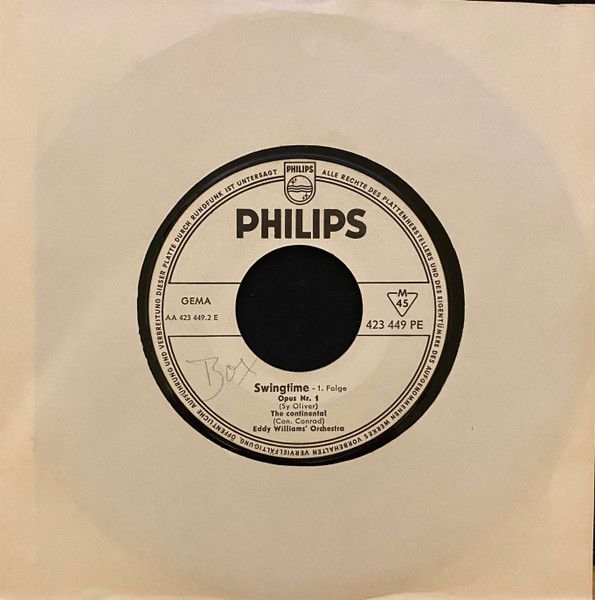 PHILIPS
PHILIPS
ALLE RECHTE DES PLATTENHERSTELLERS UND DES EIGENTÜMERS DES AUFGENOMMENEN WERKES VORBEHALTEN VERVIELFÄLTIGUNG, ÖFFENTLICHE AUFFÜHRUNG UND VERBREITUNG DIESER PLATTE DURCH RUNDFUNK IST UNTERSAGT
GEMA
AA 423 449.2 E
M
45
423 449 PE
Box
Swingtime - 1. Folge
Opus Nr. 1
(Sy Oliver)
The continental
(Con. Conrad)
Eddy Williams' Orchestra